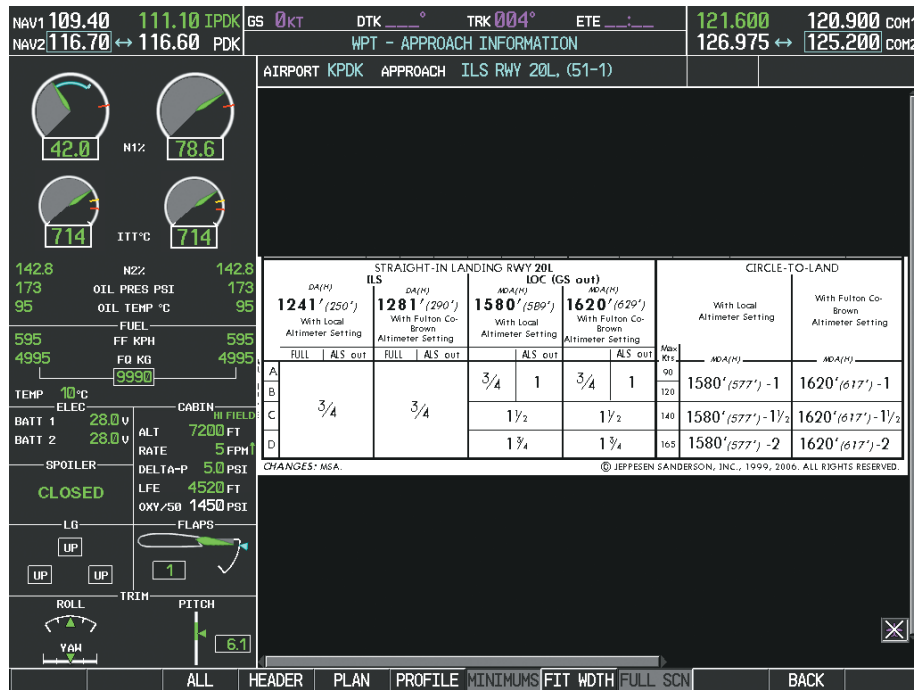 NAV1 109.40 111.10 IPDK GS 0KT DTK ___° TRK 004° ETE __:__ 121.600 120.900 COM1
NAV2 116.70 ↔ 116.60 PDK WPT - APPROACH INFORMATION 126.975 ↔ 125.200 COM2
AIRPORT KPDK APPROACH ILS RWY 20L, (51-1)
42.0 N1% 78.6
714 ITT°C 714
142.8 N2% 142.8
173 OIL PRES PSI 173
95 OIL TEMP °C 95
FUEL
595 FF KPH 595
4995 FQ KG 4995
9990
TEMP 10°C
ELEC
BATT 1 28.0 V
BATT 2 28.0 V
CABIN
HI FIELD
ALT 7200 FT
RATE 5 FPM↑
DELTA-P 5.0 PSI
LFE 4520 FT
OXY/50 1450 PSI
SPOILER
CLOSED
LG
UP
UP UP
FLAPS
1
TRIM
ROLL PITCH
YAW 6.1
STRAIGHT-IN LANDING RWY 20L CIRCLE-TO-LAND
ILS LOC (GS out)
DA(H) DA(H) MDA(H) MDA(H)
1241'(250') 1281'(290') 1580'(589') 1620'(629')
With Local Altimeter Setting
With Fulton Co-Brown Altimeter Setting
With Local Altimeter Setting
With Fulton Co-Brown Altimeter Setting
With Local Altimeter Setting
With Fulton Co-Brown Altimeter Setting
FULL ALS out FULL ALS out ALS out ALS out Max Kts. MDA(H) MDA(H)
A 3/4 3/4 3/4 1 3/4 1 90 1580'(577')-1 1620'(617')-1
B 120
C 1 1/2 1 1/2 140 1580'(577')-1 1/2 1620'(617')-1 1/2
D 1 3/4 1 3/4 165 1580'(577')-2 1620'(617')-2
CHANGES: MSA. © JEPPESEN SANDERSON, INC., 1999, 2006. ALL RIGHTS RESERVED.
ALL HEADER PLAN PROFILE MINIMUMS FIT WDTH FULL SCN BACK